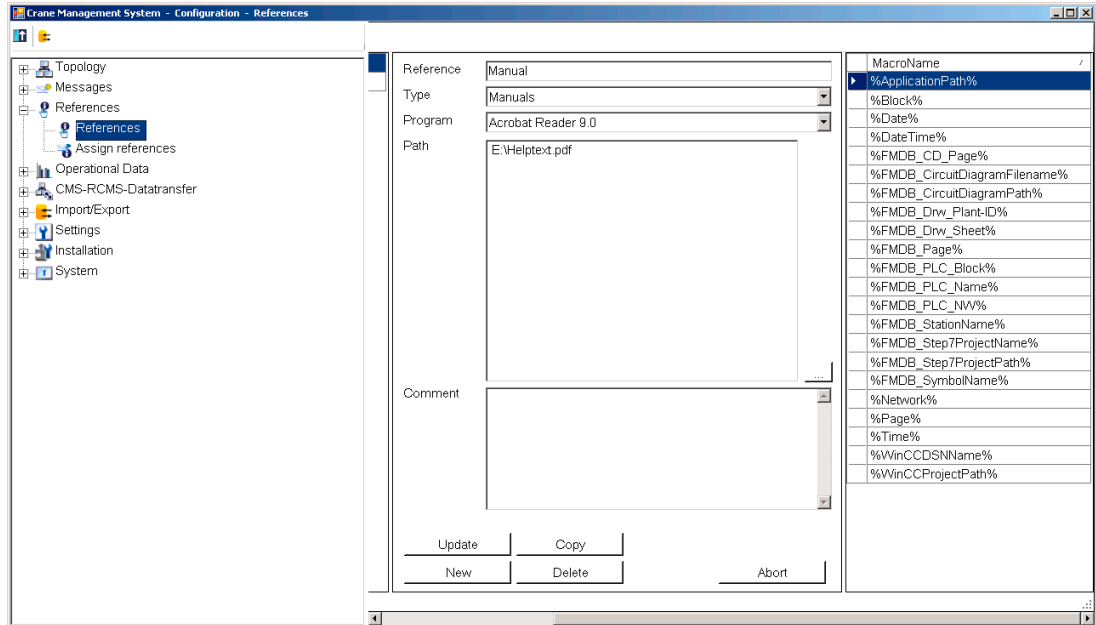 Crane Management System - Configuration - References
Topology
Messages
References
References
Assign references
Operational Data
CMS-RCMS-Datatransfer
Import/Export
Settings
Installation
System
Reference
Manual
Type
Manuals
Program
Acrobat Reader 9.0
Path
E:\Helptext.pdf
...
Comment
Update
Copy
New
Delete
Abort
MacroName
%ApplicationPath%
%Block%
%Date%
%DateTime%
%FMDB_CD_Page%
%FMDB_CircuitDiagramFilename%
%FMDB_CircuitDiagramPath%
%FMDB_Drw_Plant-ID%
%FMDB_Drw_Sheet%
%FMDB_Page%
%FMDB_PLC_Block%
%FMDB_PLC_Name%
%FMDB_PLC_NW%
%FMDB_StationName%
%FMDB_Step7ProjectName%
%FMDB_Step7ProjectPath%
%FMDB_SymbolName%
%Network%
%Page%
%Time%
%WinCCDSNName%
%WinCCProjectPath%